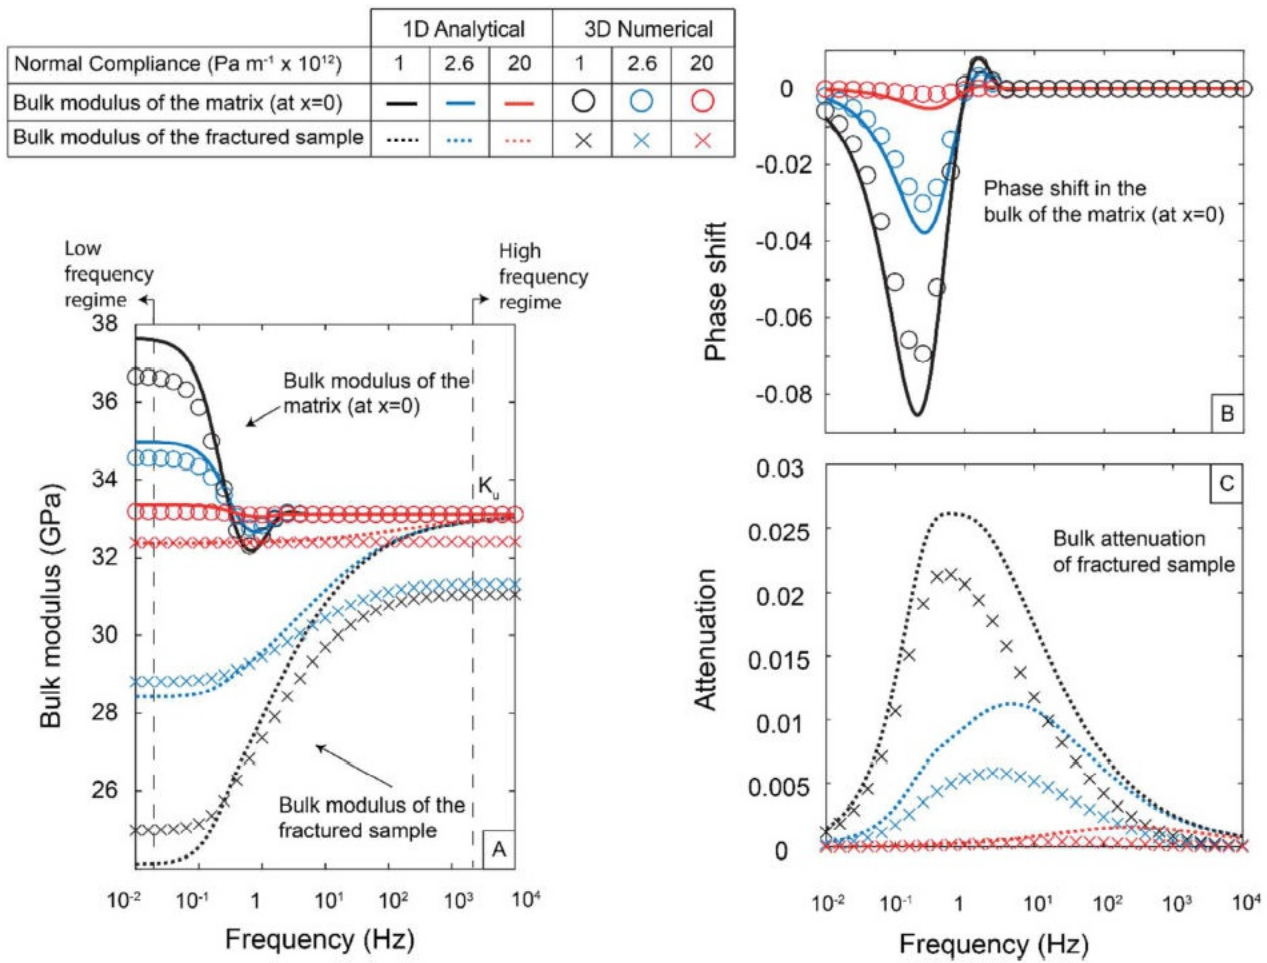 1D Analytical 3D Numerical
Normal Compliance (Pa m⁻¹ x 10¹²) 1 2.6 20 1 2.6 20
Bulk modulus of the matrix (at x=0)
Bulk modulus of the fractured sample
Low
frequency
regime
High
frequency
regime
38
36
34
32
30
28
26
Bulk modulus (GPa)
Bulk modulus of the
matrix (at x=0)
Kᵤ
Bulk modulus of the
fractured sample
A
10⁻² 10⁻¹ 1 10¹ 10² 10³ 10⁴
Frequency (Hz)
0
-0.02
-0.04
-0.06
-0.08
Phase shift
Phase shift in the
bulk of the matrix (at x=0)
B
0.03
0.025
0.02
0.015
0.01
0.005
0
Attenuation
C
Bulk attenuation
of fractured sample
10⁻² 10⁻¹ 1 10¹ 10² 10³ 10⁴
Frequency (Hz)